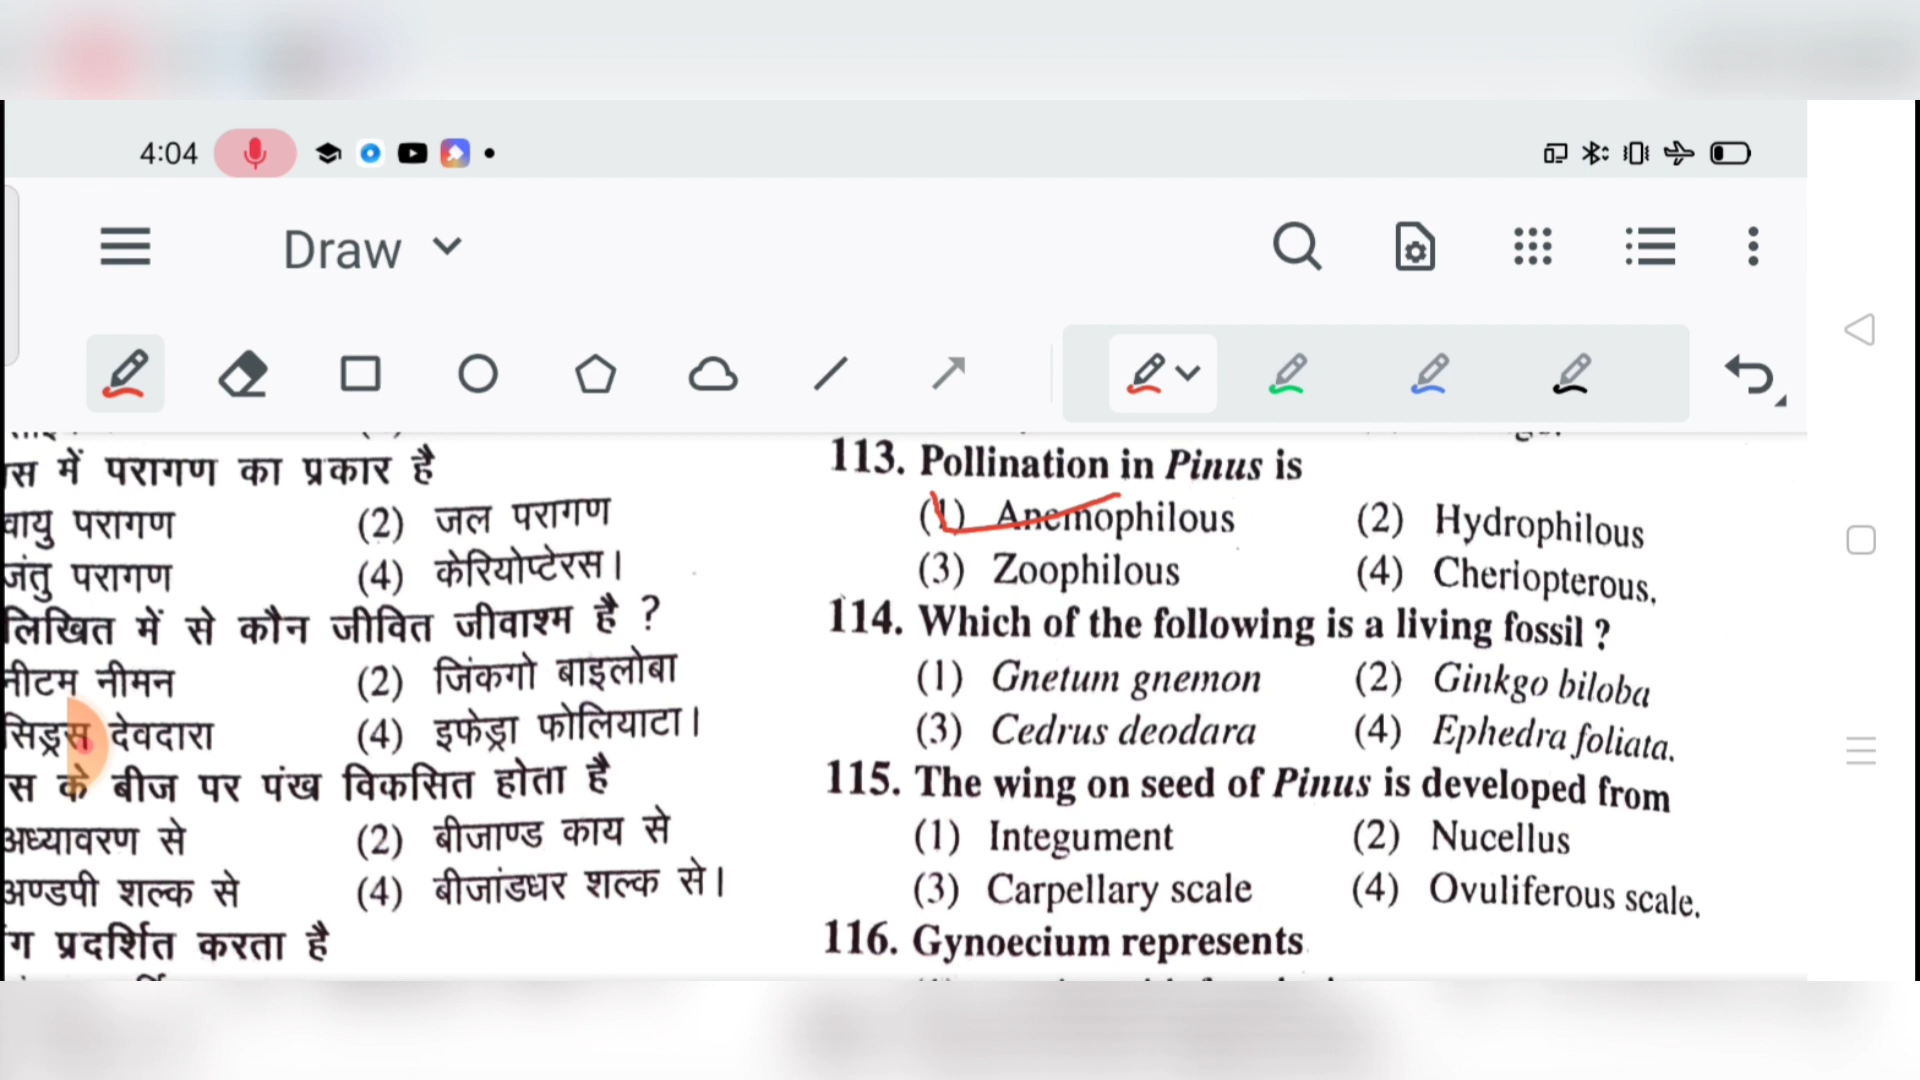 4:04
Draw
स में परागण का प्रकार है
वायु परागण (2) जल परागण
जंतु परागण (4) केरियोप्टेरस।
लिखित में से कौन जीवित जीवाश्म है ?
नीटम नीमन (2) जिंकगो बाइलोबा
सिड्रस देवदारा (4) इफेड्रा फोलियाटा।
स के बीज पर पंख विकसित होता है
अध्यावरण से (2) बीजाण्ड काय से
अण्डपी शल्क से (4) बीजांडधर शल्क से।
ग प्रदर्शित करता है
113. Pollination in Pinus is
(1) Anemophilous (2) Hydrophilous
(3) Zoophilous (4) Cheriopterous.
114. Which of the following is a living fossil ?
(1) Gnetum gnemon (2) Ginkgo biloba
(3) Cedrus deodara (4) Ephedra foliata.
115. The wing on seed of Pinus is developed from
(1) Integument (2) Nucellus
(3) Carpellary scale (4) Ovuliferous scale.
116. Gynoecium represents